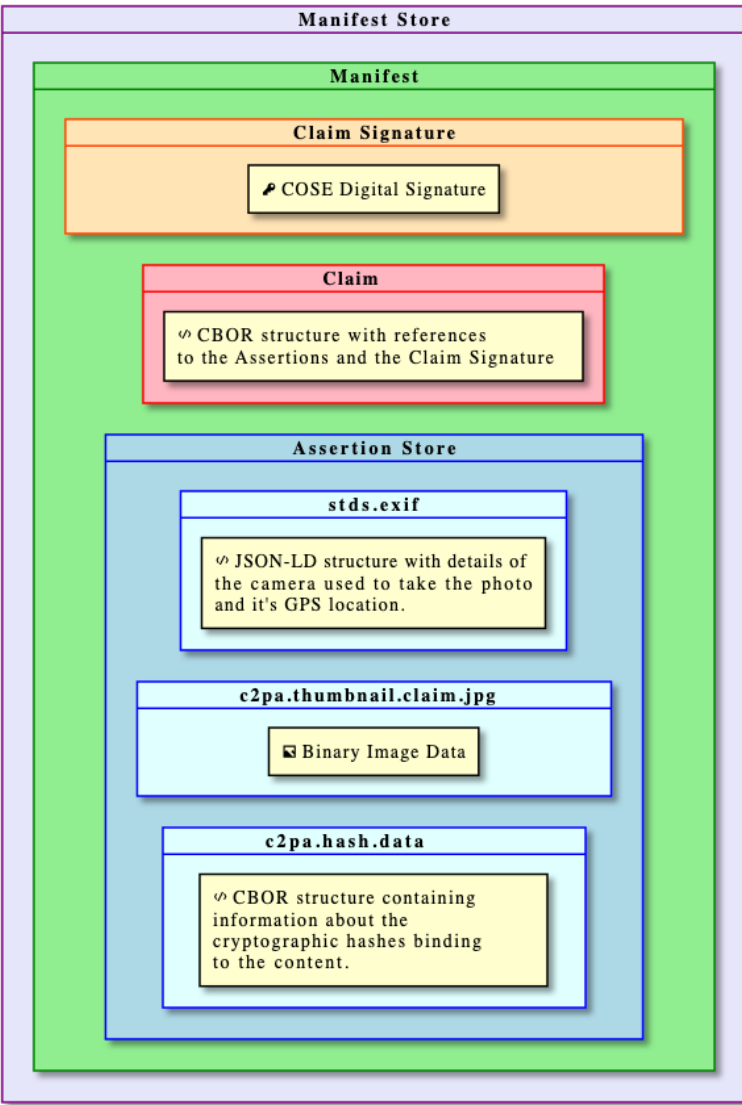 Manifest Store
Manifest
Claim Signature
COSE Digital Signature
Claim
CBOR structure with references
to the Assertions and the Claim Signature
Assertion Store
stds.exif
JSON-LD structure with details of
the camera used to take the photo
and it's GPS location.
c2pa.thumbnail.claim.jpg
Binary Image Data
c2pa.hash.data
CBOR structure containing
information about the
cryptographic hashes binding
to the content.